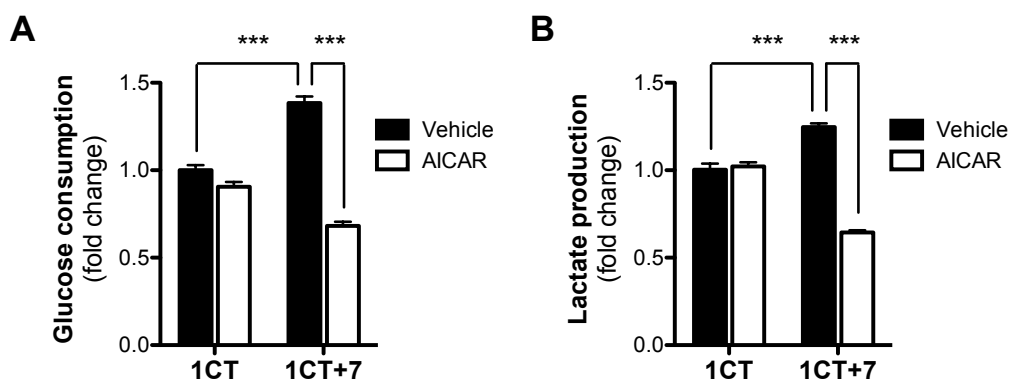 A
*** ***
Glucose consumption
(fold change)
1.5
1.0
0.5
0.0
Vehicle
AICAR
1CT 1CT+7
B
*** ***
Lactate production
(fold change)
1.5
1.0
0.5
0.0
Vehicle
AICAR
1CT 1CT+7